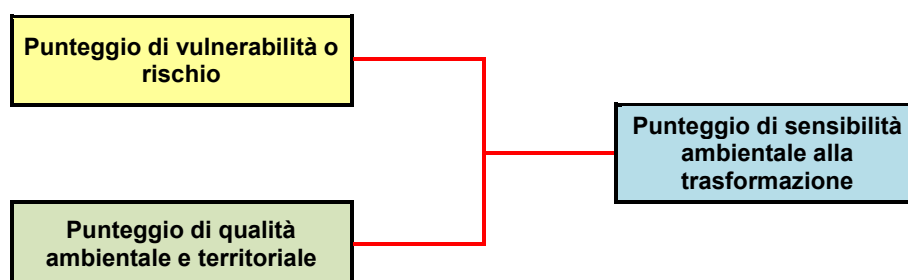 Punteggio di vulnerabilità o
rischio
Punteggio di sensibilità
ambientale alla
trasformazione
Punteggio di qualità
ambientale e territoriale